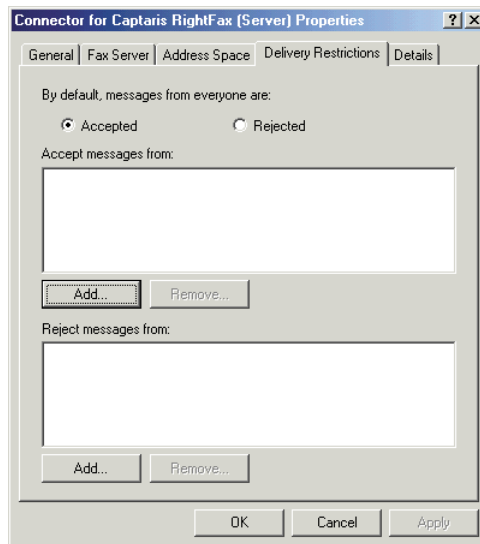 Connector for Captaris RightFax (Server) Properties ? X
General Fax Server Address Space Delivery Restrictions Details
By default, messages from everyone are:
Accepted Rejected
Accept messages from:
Add... Remove...
Reject messages from:
Add... Remove...
OK Cancel Apply